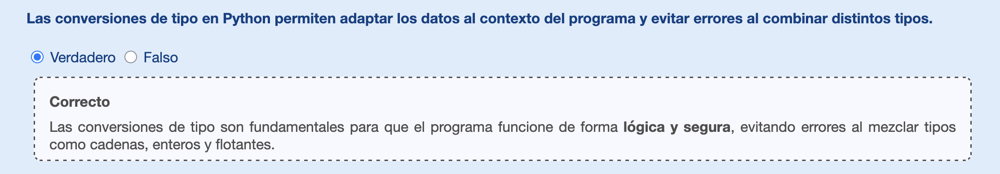 Las conversiones de tipo en Python permiten adaptar los datos al contexto del programa y evitar errores al combinar distintos tipos.
Verdadero Falso
Correcto
Las conversiones de tipo son fundamentales para que el programa funcione de forma lógica y segura, evitando errores al mezclar tipos
como cadenas, enteros y flotantes.